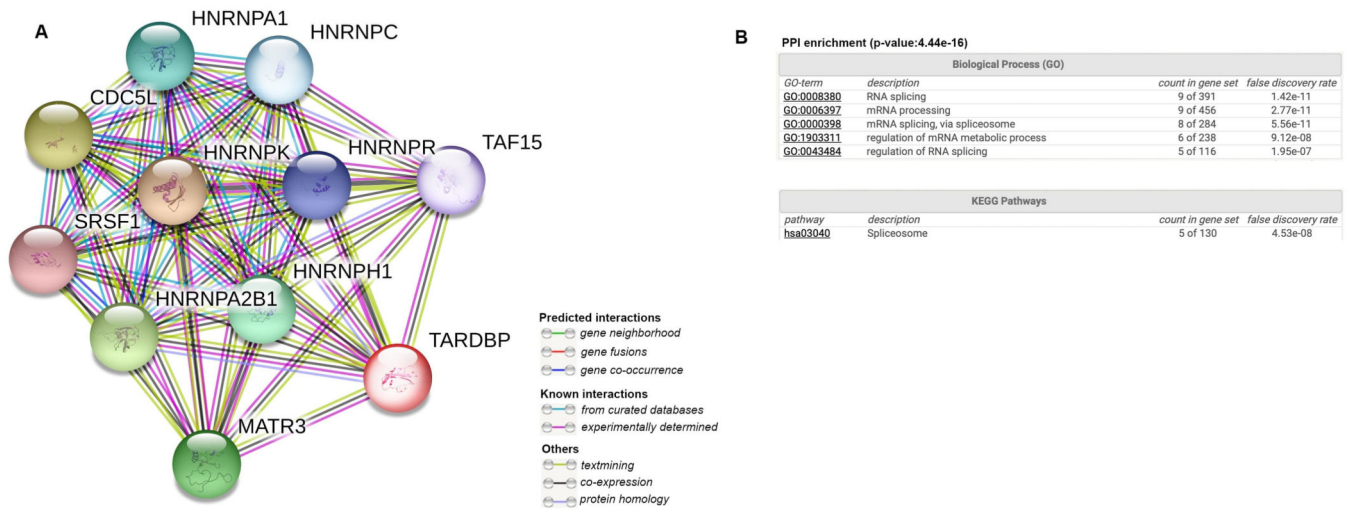 A
HNRNPA1
HNRNPC
CDC5L
HNRNPK
HNRNPR
TAF15
SRSF1
HNRNPH1
HNRNPA2B1
TARDBP
MATR3
Predicted interactions
gene neighborhood
gene fusions
gene co-occurrence
Known interactions
from curated databases
experimentally determined
Others
textmining
co-expression
protein homology
B
PPI enrichment (p-value:4.44e-16)
Biological Process (GO)
GO-term description count in gene set false discovery rate
GO:0008380 RNA splicing 9 of 391 1.42e-11
GO:0006397 mRNA processing 9 of 456 2.77e-11
GO:0000398 mRNA splicing, via spliceosome 8 of 284 5.56e-11
GO:1903311 regulation of mRNA metabolic process 6 of 238 9.12e-08
GO:0043484 regulation of RNA splicing 5 of 116 1.95e-07
KEGG Pathways
pathway description count in gene set false discovery rate
hsa03040 Spliceosome 5 of 130 4.53e-08